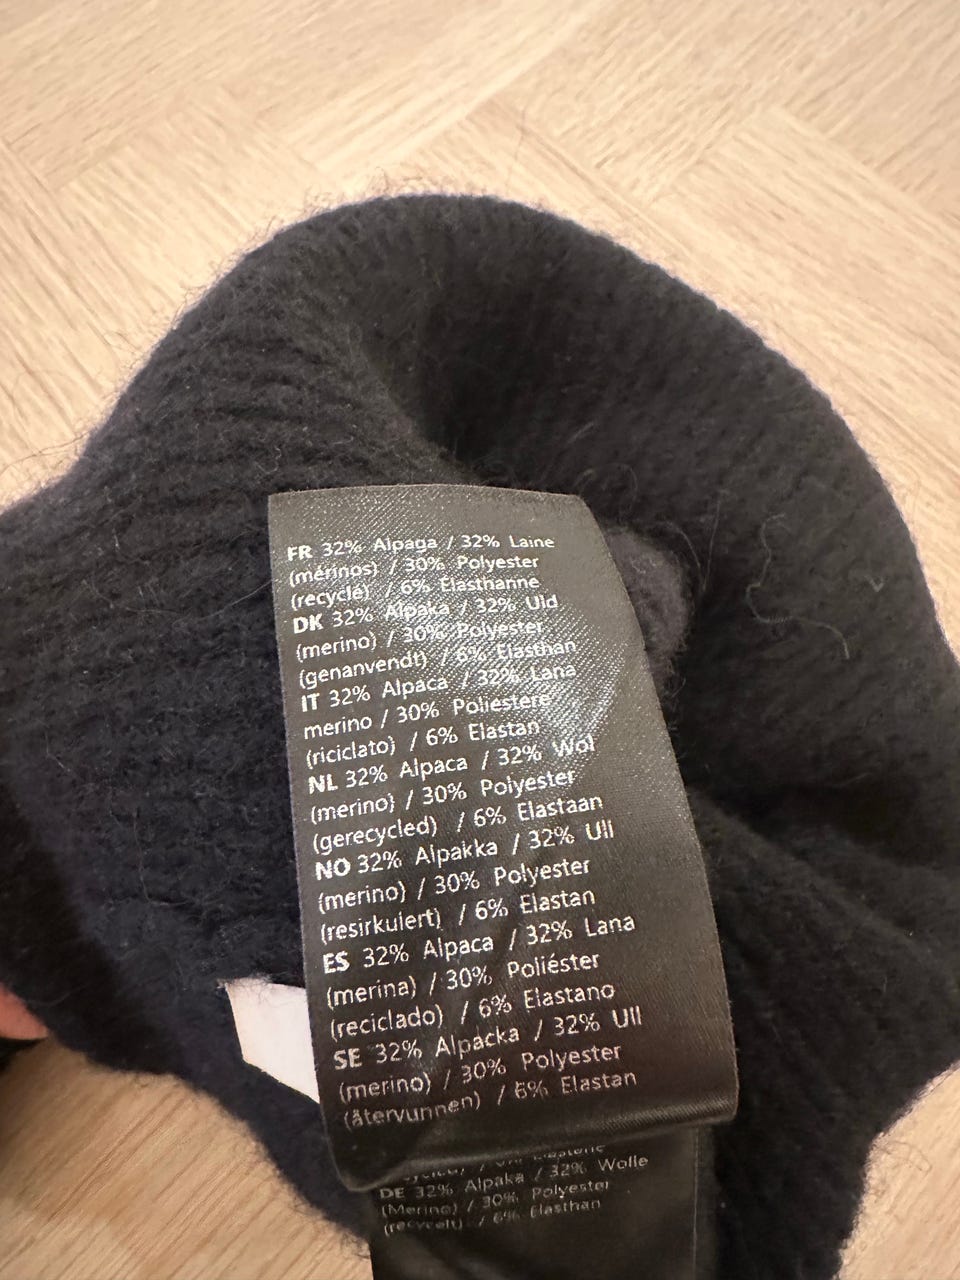 FR 32% Alpaga / 32% Laine
(mérinos) / 30% Polyester
(recyclé) / 6% Élasthanne
DK 32% Alpaka / 32% Uld
(merino) / 30% Polyester
(genanvendt) / 6% Elasthan
IT 32% Alpaca / 32% Lana
merino / 30% Poliestere
(riciclato) / 6% Elastan
NL 32% Alpaca / 32% Wol
(merino) / 30% Polyester
(gerecycled) / 6% Elastaan
NO 32% Alpakka / 32% Ull
(merino) / 30% Polyester
(resirkulert) / 6% Elastan
ES 32% Alpaca / 32% Lana
(merina) / 30% Poliéster
(reciclado) / 6% Elastano
SE 32% Alpacka / 32% Ull
(merino) / 30% Polyester
(återvunnen) / 6% Elastan
DE 32% Alpaka / 32% Wolle
(Merino) / 30% Polyester
(recycelt) / 6% Elasthan